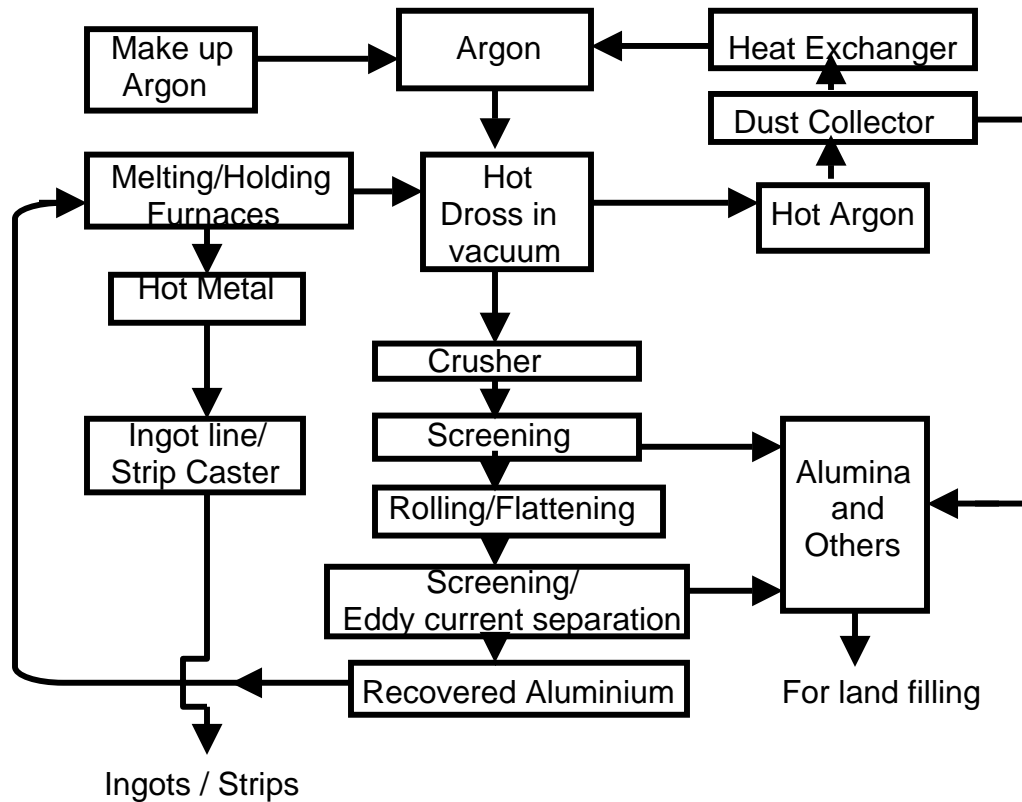 Make up
Argon
Argon
Heat Exchanger
Dust Collector
Melting/Holding
Furnaces
Hot
Dross in
vacuum
Hot Argon
Hot Metal
Crusher
Ingot line/
Strip Caster
Screening
Alumina
and
Others
Rolling/Flattening
Screening/
Eddy current separation
Recovered Aluminium
For land filling
Ingots / Strips